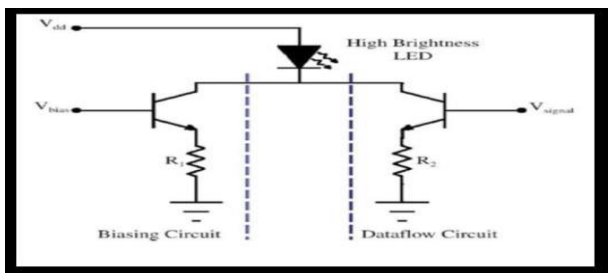 Vdd
High Brightness
LED
Vbias
Vsignal
R1
R2
Biasing Circuit
Dataflow Circuit